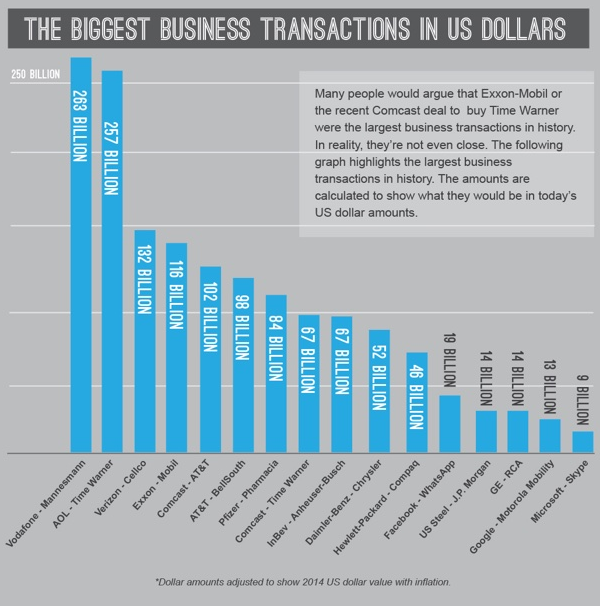 THE BIGGEST BUSINESS TRANSACTIONS IN US DOLLARS
250 BILLION
Many people would argue that Exxon-Mobil or
the recent Comcast deal to buy Time Warner
were the largest business transactions in history.
In reality, they're not even close. The following
graph highlights the largest business
transactions in history. The amounts are
calculated to show what they would be in today's
US dollar amounts.
263 BILLION
257 BILLION
132 BILLION
116 BILLION
102 BILLION
98 BILLION
84 BILLION
67 BILLION
67 BILLION
52 BILLION
46 BILLION
19 BILLION
14 BILLION
14 BILLION
13 BILLION
9 BILLION
Vodafone - Mannesmann
AOL - Time Warner
Verizon - Cellco
Exxon - Mobil
Comcast - AT&T
AT&T - BellSouth
Pfizer - Pharmacia
Comcast - Time Warner
InBev - Anheuser-Busch
Daimler-Benz - Chrysler
Hewlett-Packard - Compaq
Facebook - WhatsApp
US Steel - J.P. Morgan
GE - RCA
Google - Motorola Mobility
Microsoft - Skype
*Dollar amounts adjusted to show 2014 US dollar value with inflation.